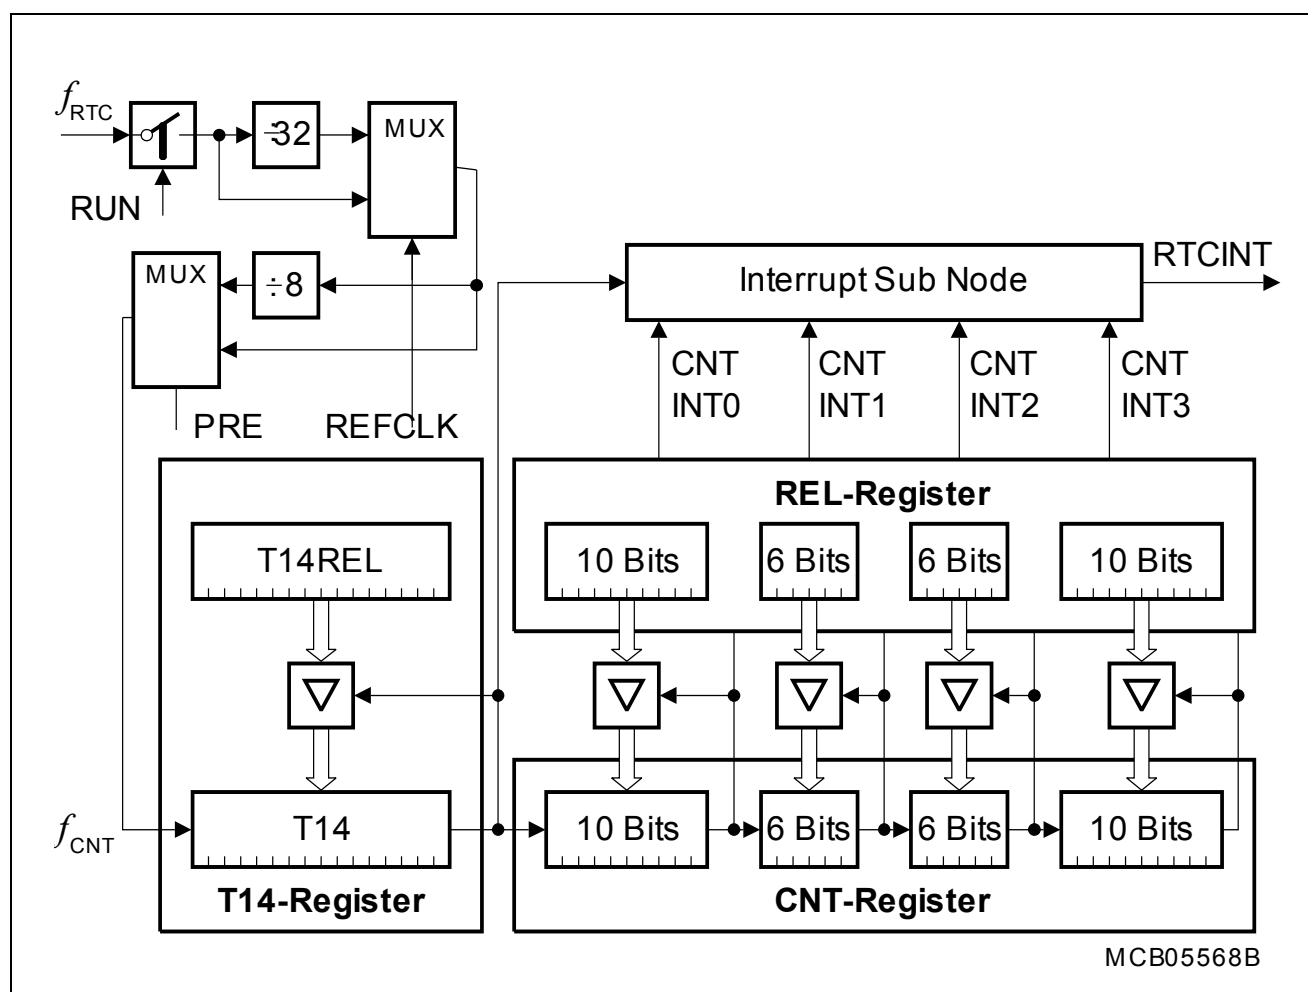 fRTC
÷32
MUX
RUN
MUX
÷8
Interrupt Sub Node
RTCINT
PRE
REFCLK
CNT INT0
CNT INT1
CNT INT2
CNT INT3
REL-Register
T14REL
10 Bits
6 Bits
6 Bits
10 Bits
fCNT
T14
10 Bits
6 Bits
6 Bits
10 Bits
T14-Register
CNT-Register
MCB05568B